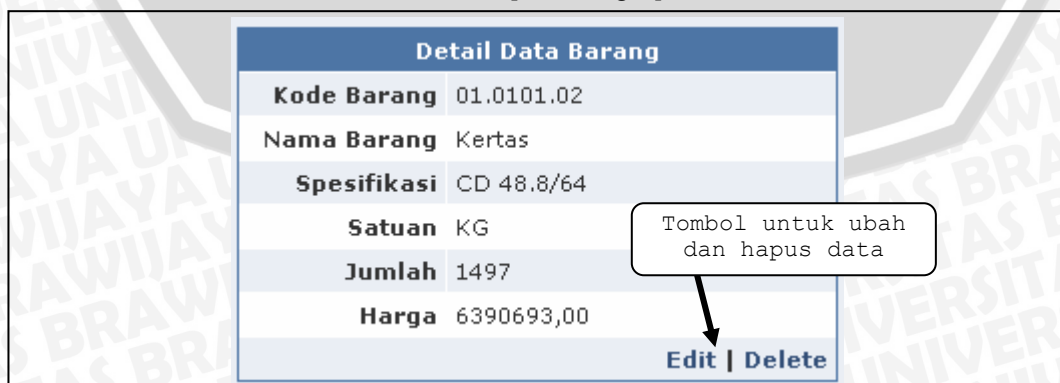 Detail Data Barang
Kode Barang 01.0101.02
Nama Barang Kertas
Spesifikasi CD 48.8/64
Satuan KG
Tombol untuk ubah
dan hapus data
Jumlah 1497
Harga 6390693,00
Edit | Delete